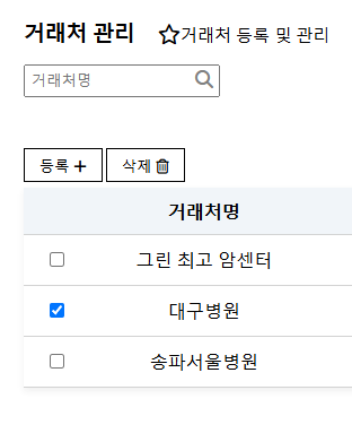 거래처 관리 ☆거래처 등록 및 관리
거래처명
등록 + 삭제
거래처명
그린 최고 암센터
대구병원
송파서울병원